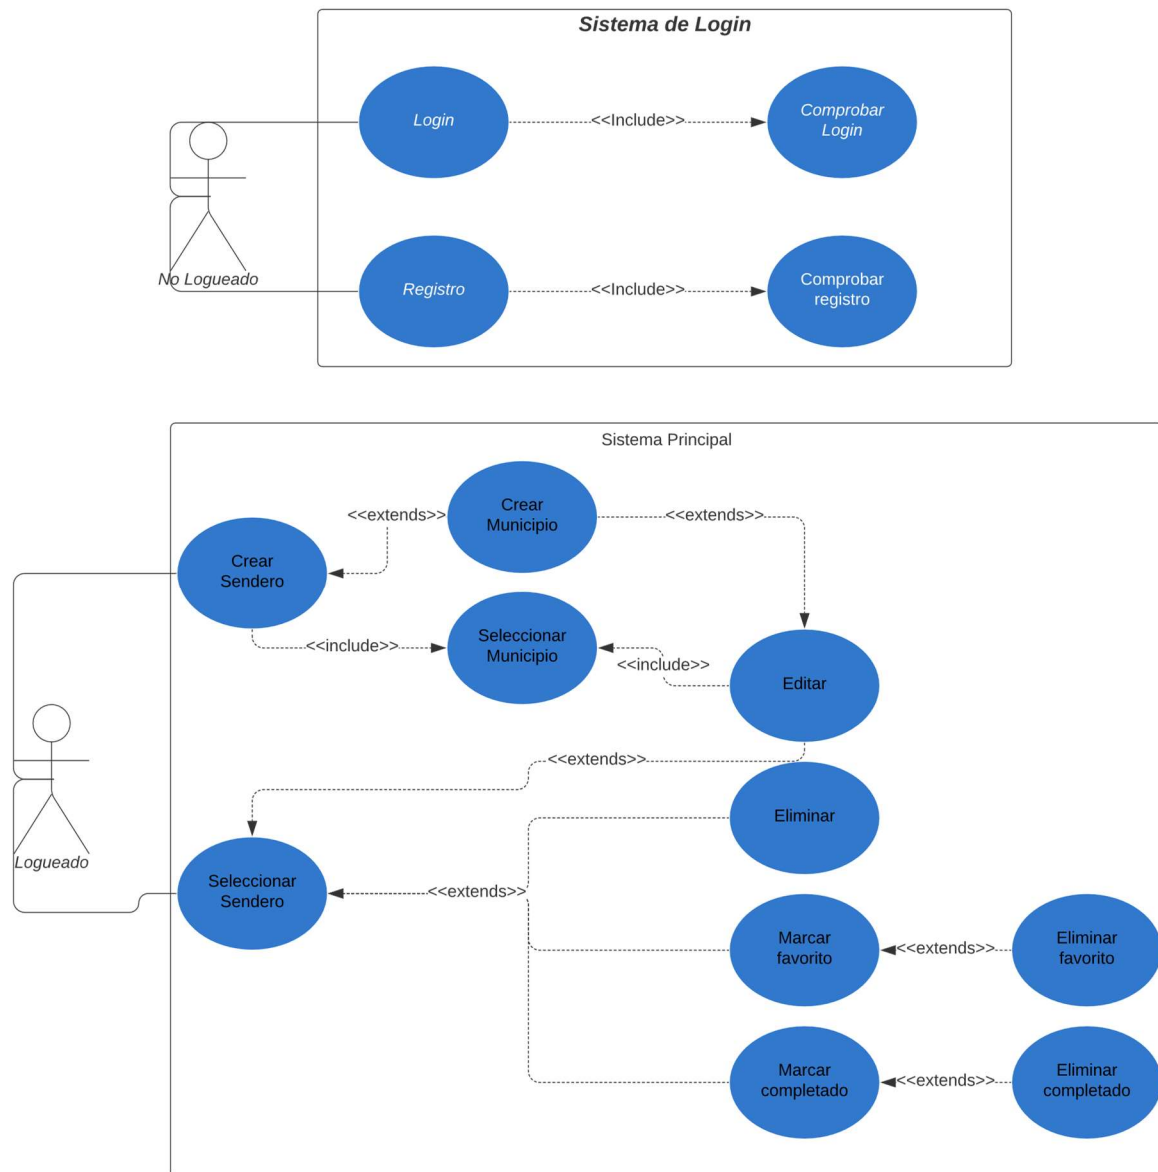 Sistema de Login
Login
<<Include>>
Comprobar
Login
No Logueado
Registro
<<Include>>
Comprobar
registro
Sistema Principal
Crear
Municipio
<<extends>>
<<extends>>
Crear
Sendero
Seleccionar
Municipio
<<include>>
<<include>>
Editar
<<extends>>
Eliminar
Logueado
Seleccionar
Sendero
<<extends>>
Marcar
favorito
<<extends>>
Eliminar
favorito
Marcar
completado
<<extends>>
Eliminar
completado